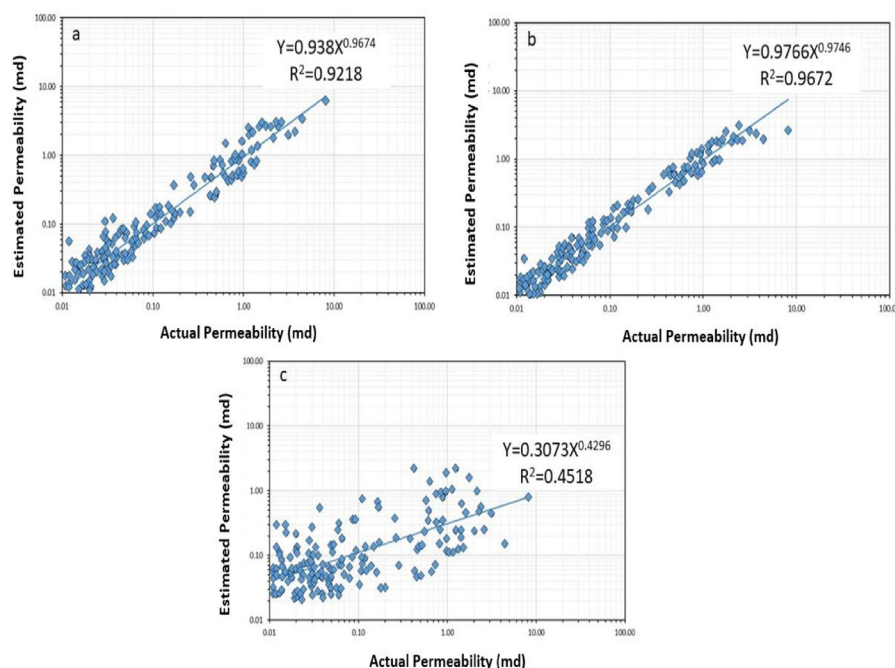 a
Y=0.938X^0.9674
R²=0.9218
Estimated Permeability (md)
100.00
10.00
1.00
0.10
0.01
0.01 0.10 1.00 10.00 100.00
Actual Permeability (md)
b
Y=0.9766X^0.9746
R²=0.9672
Estimated Permeability (md)
100.00
10.00
1.00
0.10
0.01
0.01 0.10 1.00 10.00 100.00
Actual Permeability (md)
c
Y=0.3073X^0.4296
R²=0.4518
Estimated Permeability (md)
100.00
10.00
1.00
0.10
0.01
0.01 0.10 1.00 10.00 100.00
Actual Permeability (md)